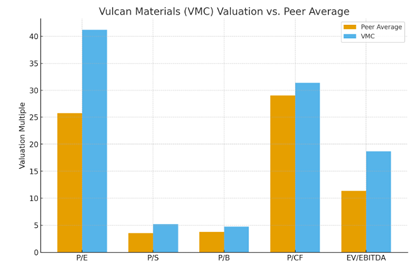 Vulcan Materials (VMC) Valuation vs. Peer Average
Peer Average
VMC
Valuation Multiple
40
35
30
25
20
15
10
5
0
P/E P/S P/B P/CF EV/EBITDA